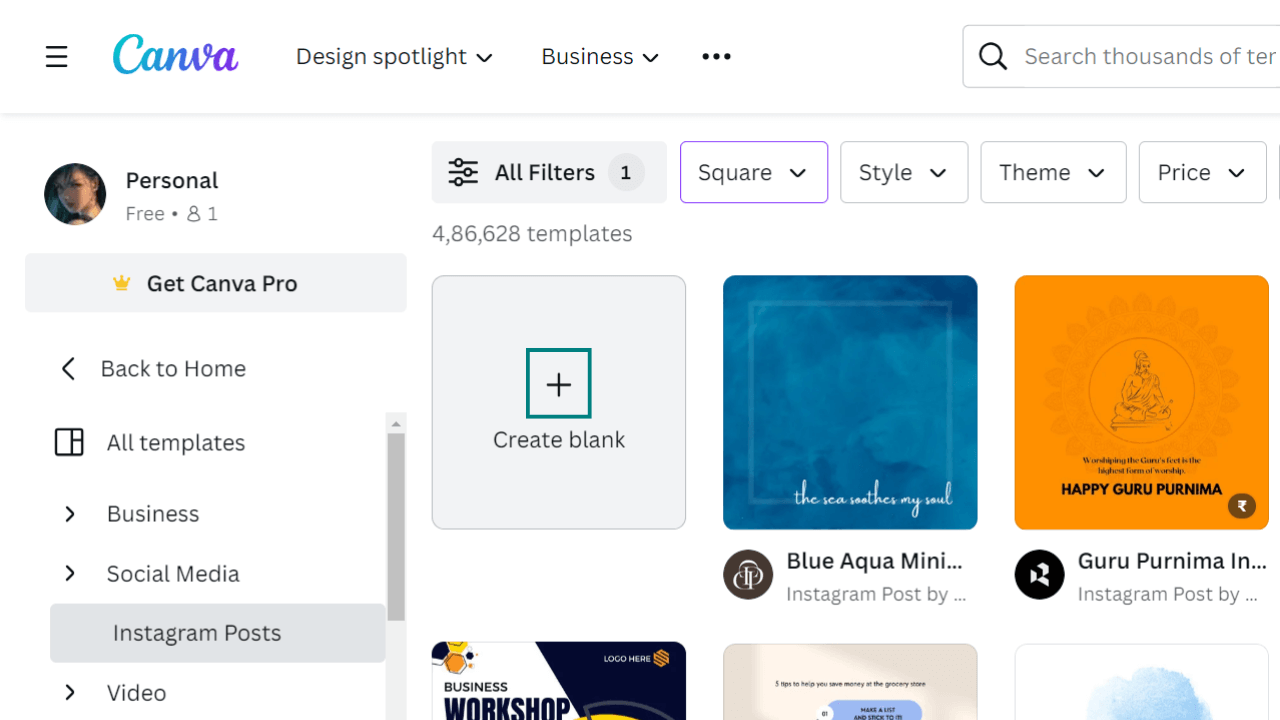 Canva
Design spotlight
Business
•••
Search thousands of ter
Personal
Free • 1
Get Canva Pro
Back to Home
All templates
Business
Social Media
Instagram Posts
Video
All Filters 1
Square
Style
Theme
Price
4,86,628 templates
Create blank
the sea soothes my soul
Blue Aqua Mini...
Instagram Post by ...
Worshiping the Guru's feet is the
highest form of worship.
HAPPY GURU PURNIMA
₹
Guru Purnima In...
Instagram Post by ...
LOGO HERE
BUSINESS
WORKSHOP
5 tips to help you save money at the grocery store
01
MAKE A LIST
AND STICK TO IT!